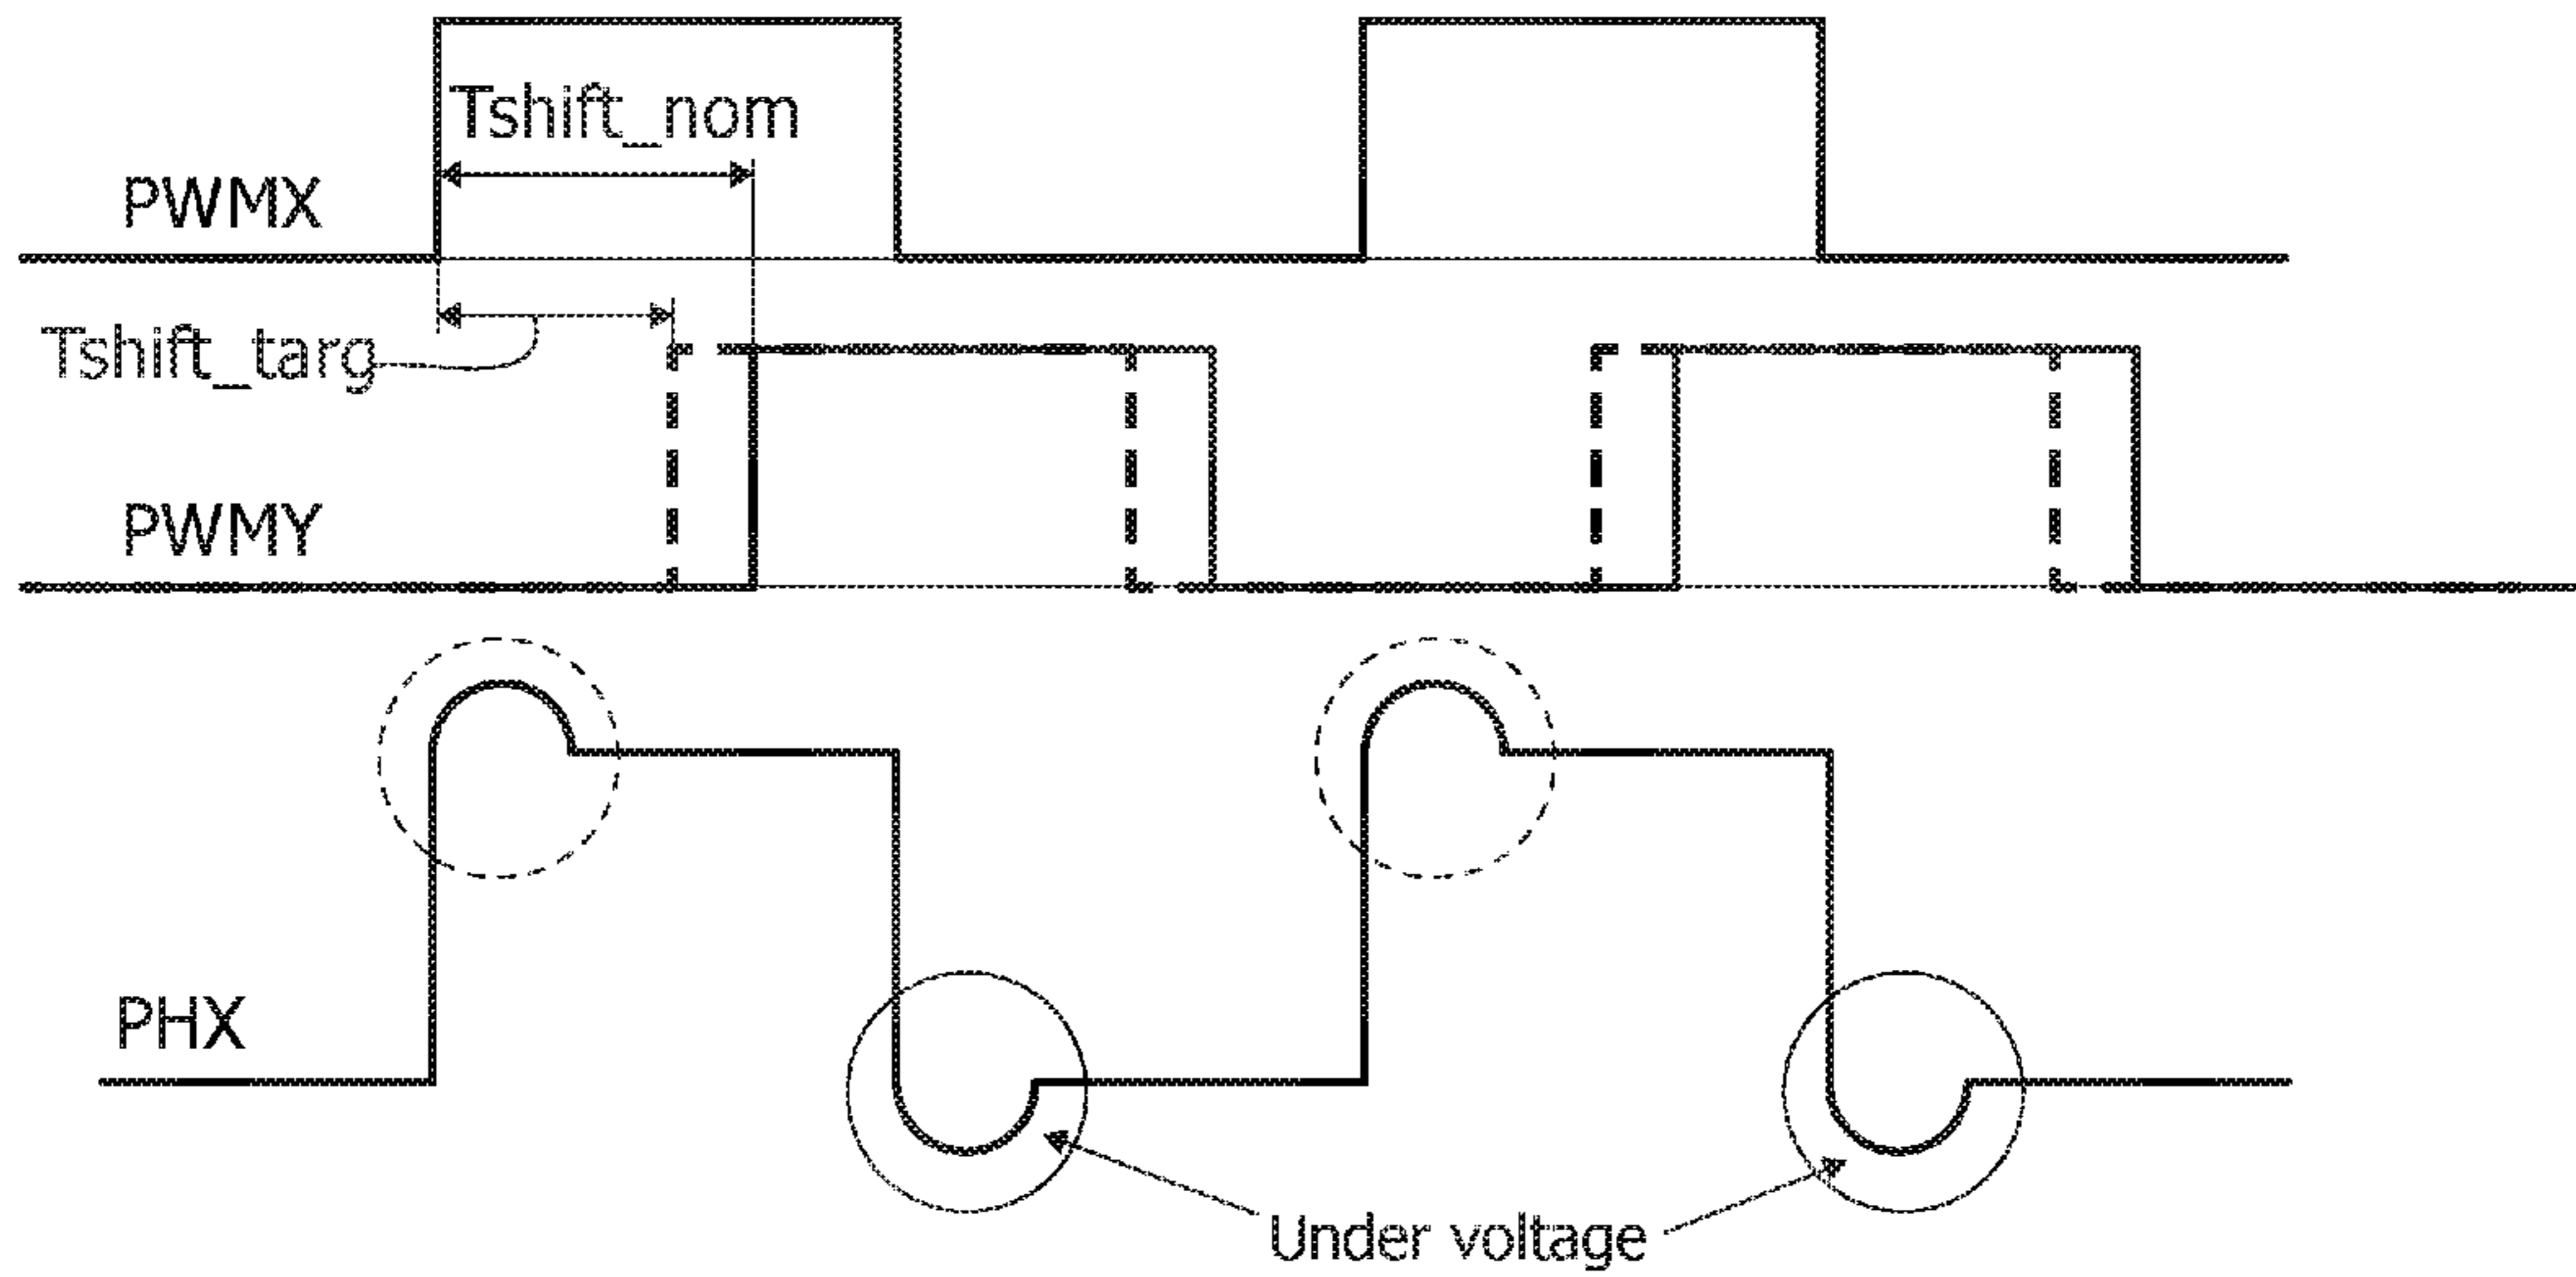 Tshift_nom
PWMX
Tshift_targ
PWMY
PHX
Under voltage